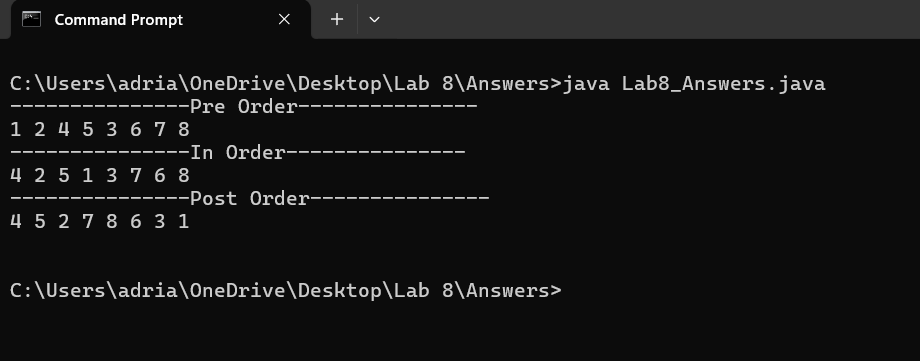 Command Prompt
C:\Users\adria\OneDrive\Desktop\Lab 8\Answers>java Lab8_Answers.java
---------------Pre Order---------------
1 2 4 5 3 6 7 8
---------------In Order---------------
4 2 5 1 3 7 6 8
---------------Post Order---------------
4 5 2 7 8 6 3 1
C:\Users\adria\OneDrive\Desktop\Lab 8\Answers>